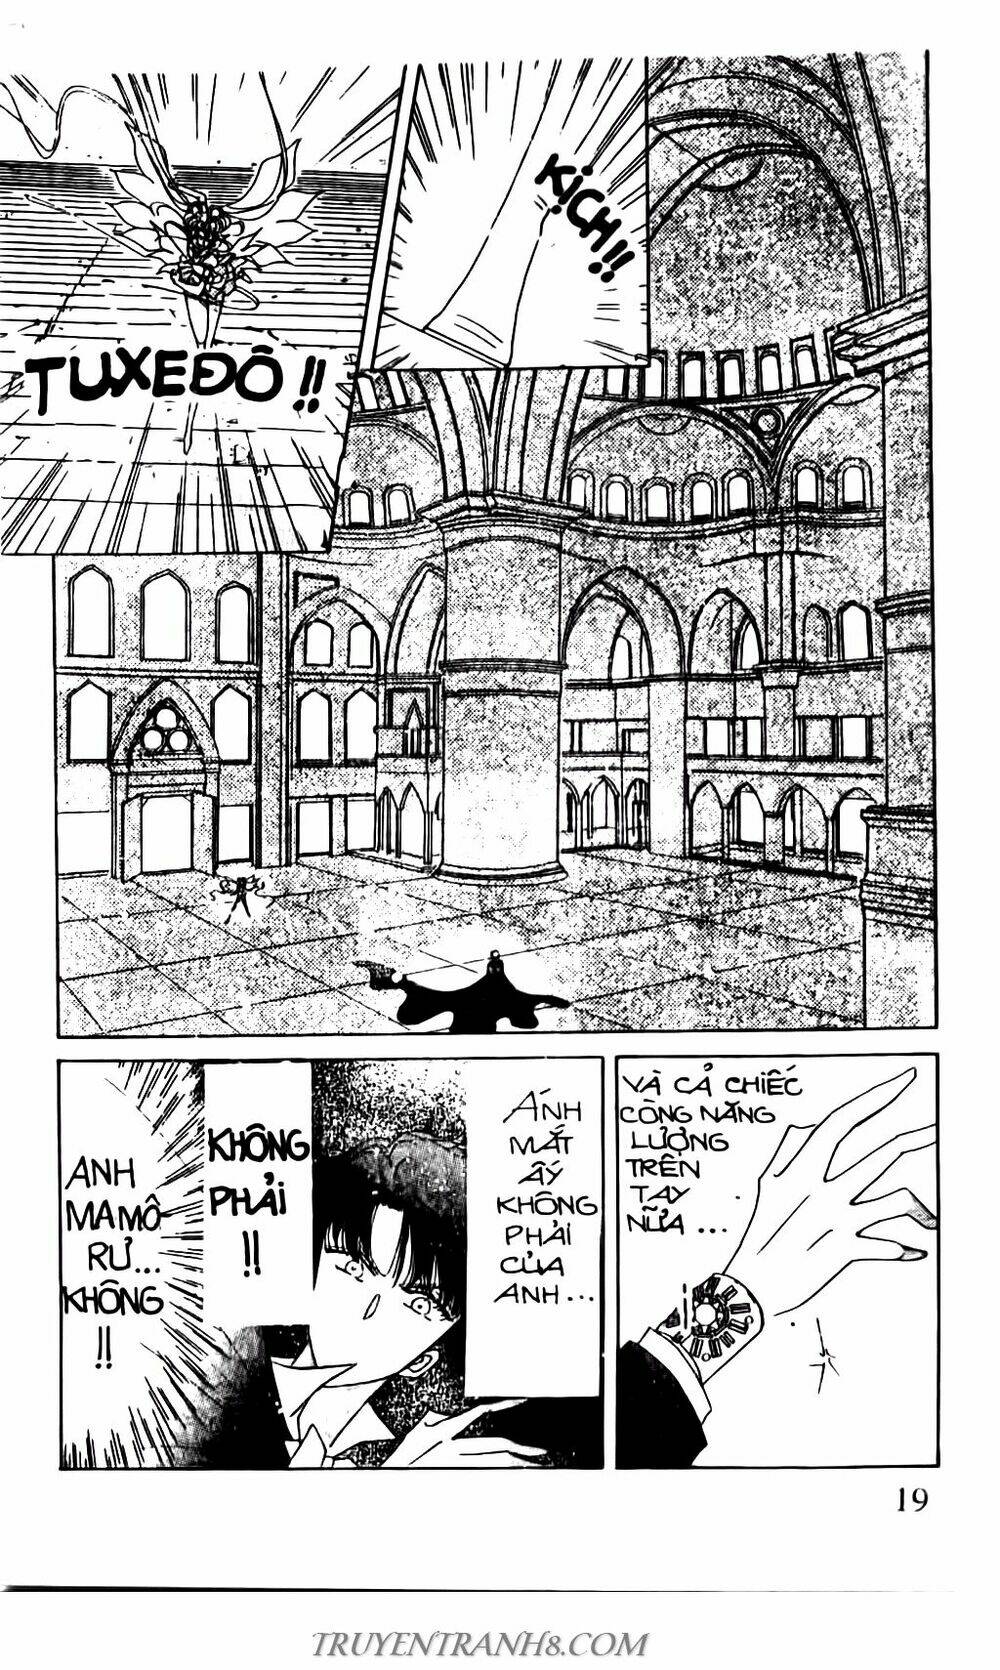 KỊCH!!
TUXEĐÔ!!
VÀ CẢ CHIẾC
CÒNG NĂNG
LƯỢNG
TRÊN
TAY
NỮA...
ÁNH
MẮT
ẤY
KHÔNG
PHẢI
CỦA
ANH...
KHÔNG
PHẢI
!!
ANH
MAMÔ-
RƯ...
KHÔNG
!!
19
TRUYENTRANH8.COM